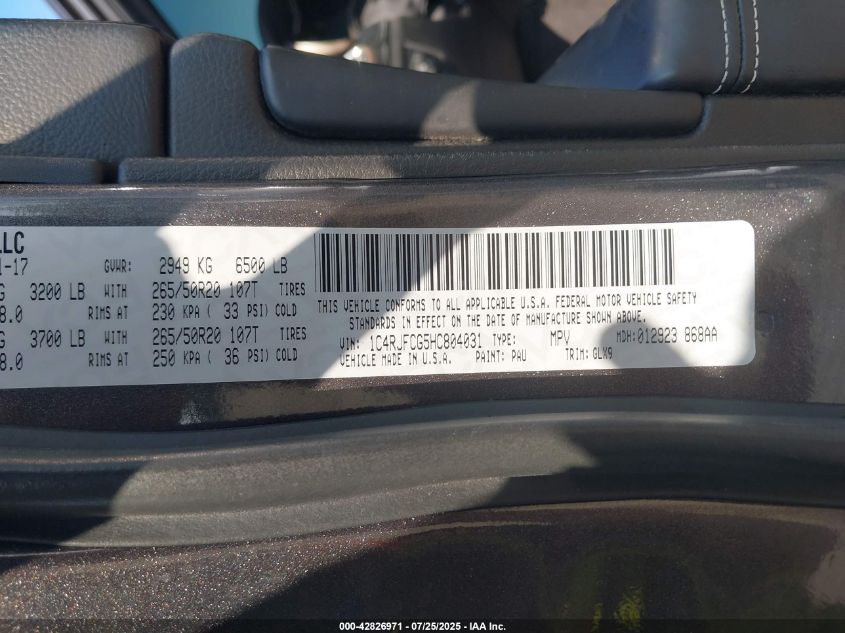 LLC
1-17 GVWR: 2949 KG 6500 LB
G 3200 LB WITH 265/50R20 107T TIRES
8.0 RIMS AT 230 KPA ( 33 PSI) COLD
G 3700 LB WITH 265/50R20 107T TIRES
8.0 RIMS AT 250 KPA ( 36 PSI) COLD
THIS VEHICLE CONFORMS TO ALL APPLICABLE U.S.A. FEDERAL MOTOR VEHICLE SAFETY
STANDARDS IN EFFECT ON THE DATE OF MANUFACTURE SHOWN ABOVE.
VIN: 1C4RJFCG5HC804031 TYPE: MPV MDH: 012923 868AA
VEHICLE MADE IN U.S.A. PAINT: PAU TRIM: GLX9
000-42826971 | 07/25/2025 - IAA Inc.